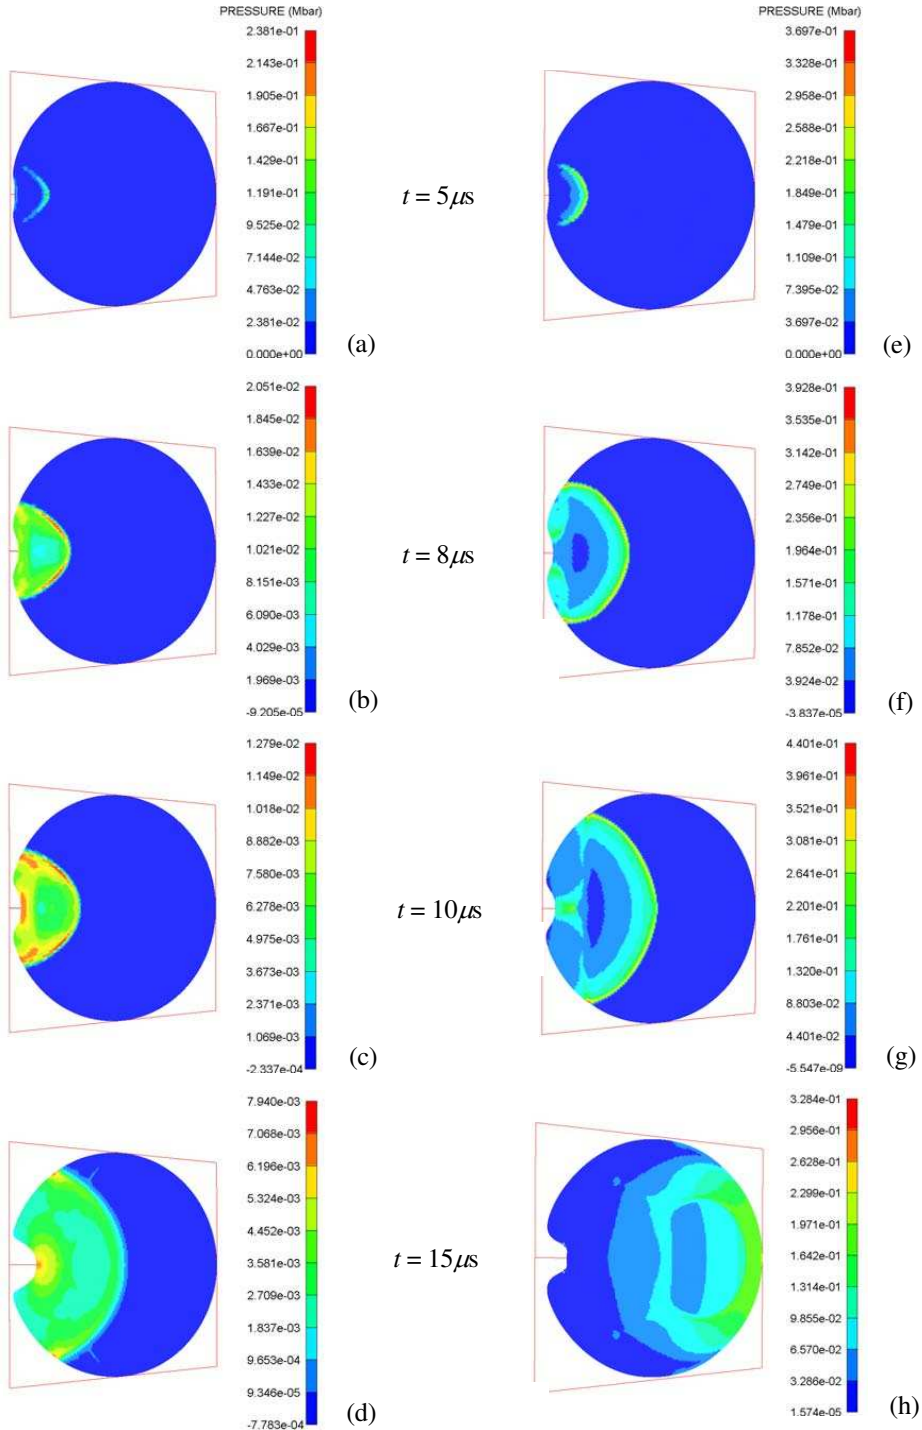 PRESSURE (Mbar)
2.381e-01
2.143e-01
1.905e-01
1.667e-01
1.429e-01
1.191e-01
9.525e-02
7.144e-02
4.763e-02
2.381e-02
0.000e+00
(a)
t = 5μs
PRESSURE (Mbar)
3.697e-01
3.328e-01
2.958e-01
2.588e-01
2.218e-01
1.849e-01
1.479e-01
1.109e-01
7.395e-02
3.697e-02
0.000e+00
(e)
2.051e-02
1.845e-02
1.639e-02
1.433e-02
1.227e-02
1.021e-02
8.151e-03
6.090e-03
4.029e-03
1.969e-03
-9.205e-05
(b)
t = 8μs
3.928e-01
3.535e-01
3.142e-01
2.749e-01
2.356e-01
1.964e-01
1.571e-01
1.178e-01
7.852e-02
3.924e-02
-3.837e-05
(f)
1.279e-02
1.149e-02
1.018e-02
8.882e-03
7.580e-03
6.278e-03
4.975e-03
3.673e-03
2.371e-03
1.069e-03
-2.337e-04
(c)
t = 10μs
4.401e-01
3.961e-01
3.521e-01
3.081e-01
2.641e-01
2.201e-01
1.761e-01
1.320e-01
8.803e-02
4.401e-02
-5.547e-09
(g)
7.940e-03
7.068e-03
6.196e-03
5.324e-03
4.452e-03
3.581e-03
2.709e-03
1.837e-03
9.653e-04
9.346e-05
-7.783e-04
(d)
t = 15μs
3.284e-01
2.956e-01
2.628e-01
2.299e-01
1.971e-01
1.642e-01
1.314e-01
9.855e-02
6.570e-02
3.286e-02
1.574e-05
(h)